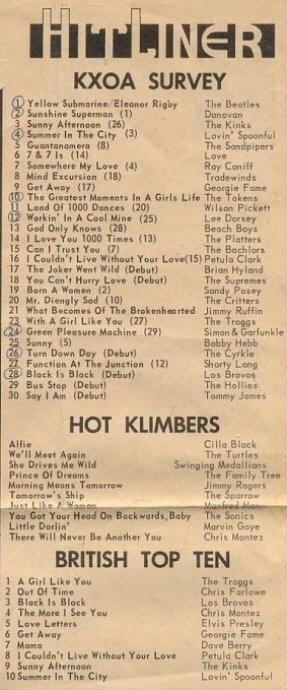 HITLINER
KXOA SURVEY
1 Yellow Submarine/Eleanor Rigby The Beatles
2 Sunshine Superman (1) Donovan
3 Sunny Afternoon (26) The Kinks
4 Summer In The City (3) Lovin' Spoonful
5 Guantanamera (8) The Sandpipers
6 7 & 7 Is (14) Love
7 Somewhere My Love (4) Ray Coniff
8 Mind Excursion (18) Tradewinds
9 Get Away (17) Georgie Fame
10 The Greatest Moments In A Girls Life The Tokens
11 Land Of 1000 Dances (20) Wilson Pickett
12 Workin' In A Coal Mine (25) Lee Dorsey
13 God Only Knows (28) Beach Boys
14 I Love You 1000 Times (13) The Platters
15 Can I Trust You (7) The Bachlors
16 I Couldn't Live Without Your Love(15) Petula Clark
17 The Joker Went Wild (Debut) Brian Hyland
18 You Can't Hurry Love (Debut) The Supremes
19 Born A Women (2) Sandy Posey
20 Mr. Diengly Sad (10) The Critters
21 What Becomes Of The Brokenhearted Jimmy Ruffin
23 With A Girl Like You (27) The Troggs
24 Green Pleasure Machine (29) Simon & Garfunkle
25 Sunny (5) Bobby Hebb
26 Turn Down Day (Debut) The Cyrkle
27 Function At The Junction (12) Shorty Long
28 Black Is Black (Debut) Los Brovos
29 Bus Stop (Debut) The Hollies
30 Say I Am (Debut) Tommy James
HOT KLIMBERS
Alfie Cilla Black
We'll Meet Again The Turtles
She Drives Me Wild Swinging Medallions
Prince Of Dreams The Family Tree
Morning Means Tomorrow Jimmy Rogers
Tomorrow's Ship The Sparrow
Just Like A Woman Manfred Mann
You Got Your Head On Backwards, Baby The Sonics
Little Darlin' Marvin Gaye
There Will Never Be Another You Chris Montez
BRITISH TOP TEN
1 A Girl Like You The Troggs
2 Out Of Time Chris Farlowe
3 Black Is Black Los Brovos
4 The More I See You Chris Montez
5 Love Letters Elvis Presley
6 Get Away Georgie Fame
7 Mama Dave Berry
8 I Couldn't Live Without Your Love Petula Clark
9 Sunny Afternoon The Kinks
10 Summer In The City Lovin' Spoonful